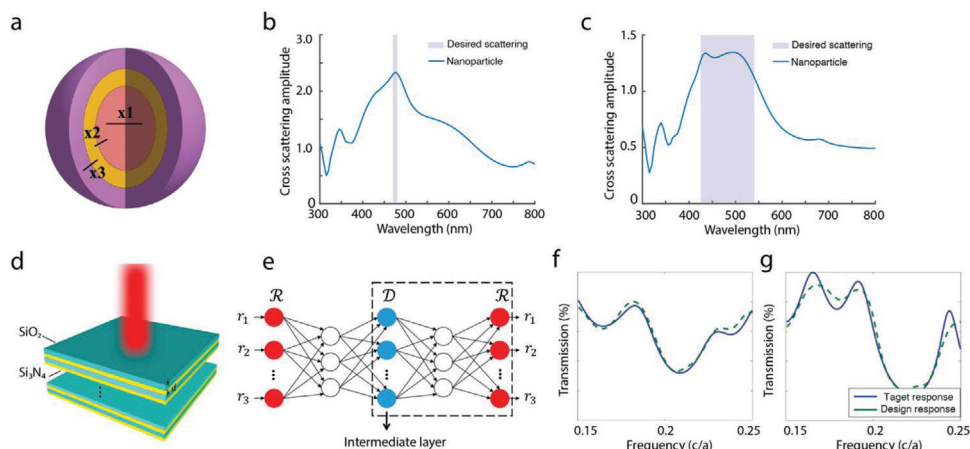 a
x1
x2
x3
b
3.0
2.0
1.0
0
Cross scattering amplitude
Desired scattering
Nanoparticle
300 400 500 600 700 800
Wavelength (nm)
c
1.5
1.0
0.5
0
Cross scattering amplitude
Desired scattering
Nanoparticle
300 400 500 600 700 800
Wavelength (nm)
d
SiO₂
Si₃N₄
e
ℛ 𝒟 ℛ
r₁ r₁
r₂ r₂
⋮ ⋮ ⋮
r₃ r₃
Intermediate layer
f
Transmission (%)
0.15 0.2 0.25
Frequency (c/a)
g
Transmission (%)
Taget response
Design response
0.15 0.2 0.25
Frequency (c/a)